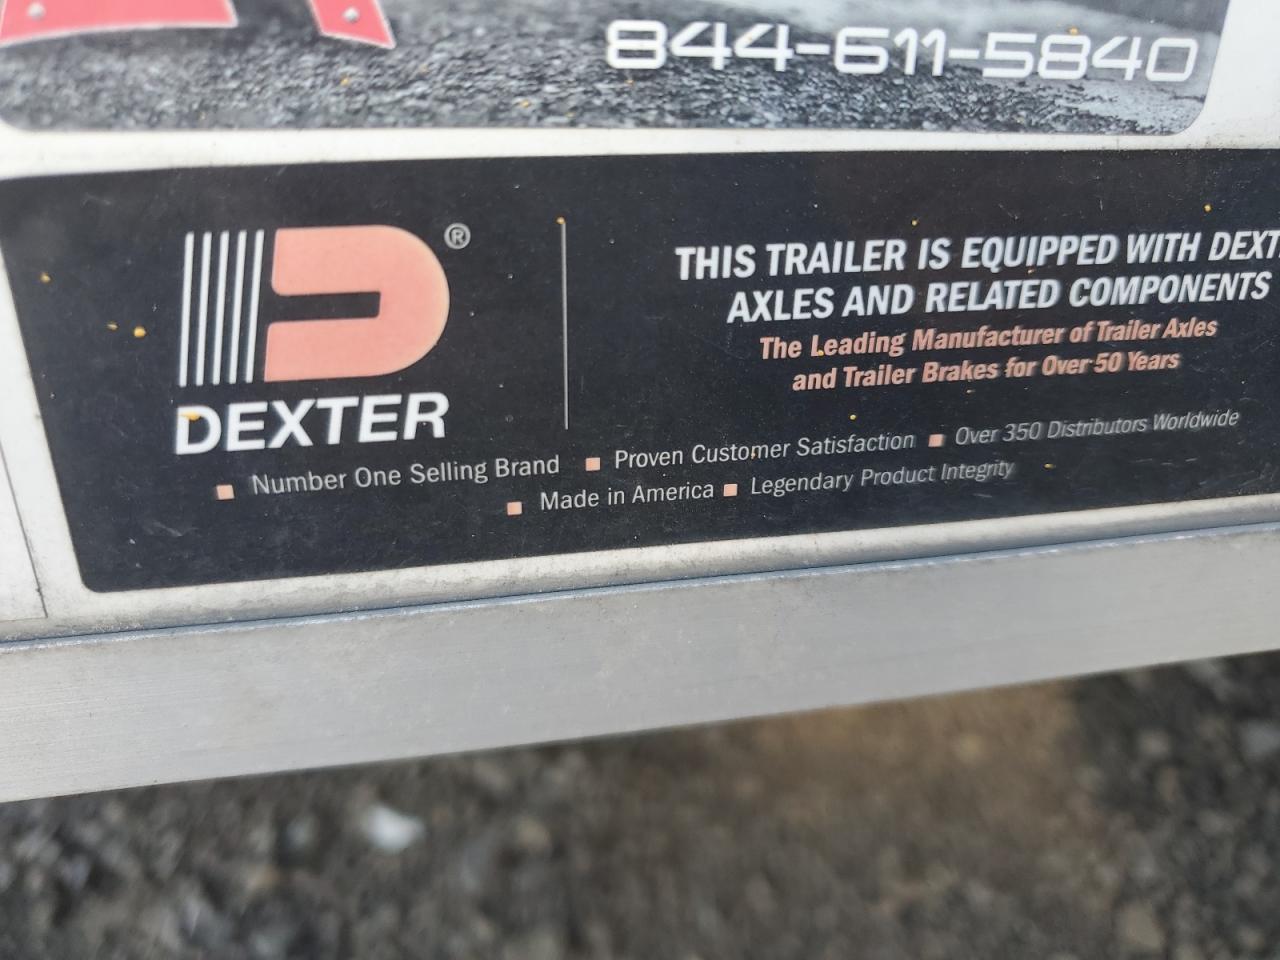 844-611-5840
®
DEXTER
THIS TRAILER IS EQUIPPED WITH
AXLES AND RELATED COMPONENTS
The Leading Manufacturer of Trailer Axles
and Trailer Brakes for Over 50 Years
■ Number One Selling Brand ■ Proven Customer Satisfaction ■ Over 350 Distributors Worldwide
■ Made in America ■ Legendary Product Integrity